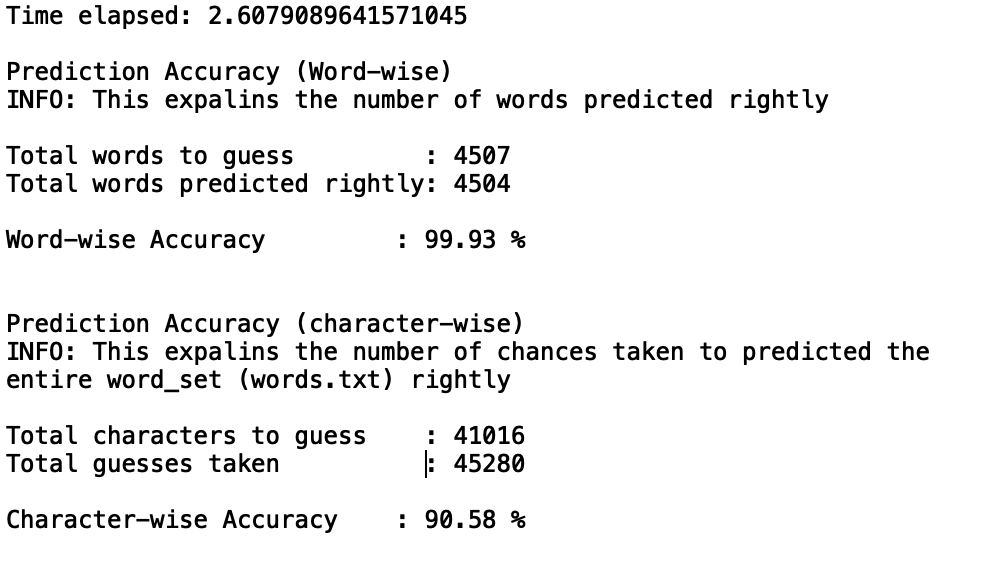 Time elapsed: 2.6079089641571045
Prediction Accuracy (Word-wise)
INFO: This expalins the number of words predicted rightly
Total words to guess : 4507
Total words predicted rightly: 4504
Word-wise Accuracy : 99.93 %
Prediction Accuracy (character-wise)
INFO: This expalins the number of chances taken to predicted the
entire word_set (words.txt) rightly
Total characters to guess : 41016
Total guesses taken : 45280
Character-wise Accuracy : 90.58 %